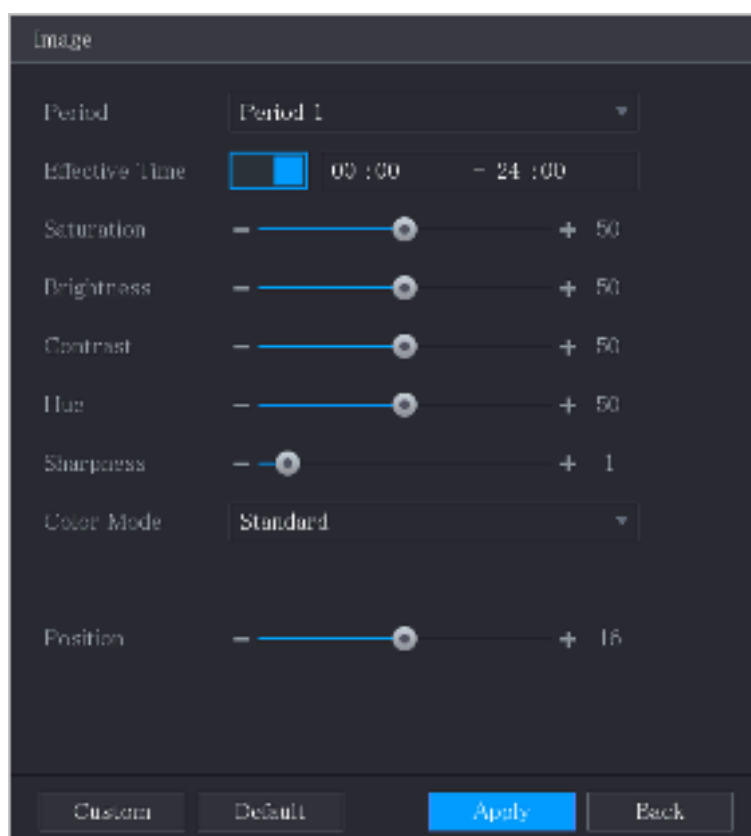 Image
Period Period 1
Effective Time 00 :00 - 24 :00
Saturation - + 50
Brightness - + 50
Contrast - + 50
Hue - + 50
Sharpness - + 1
Color Mode Standard
Position - + 16
Custom Default Apply Back